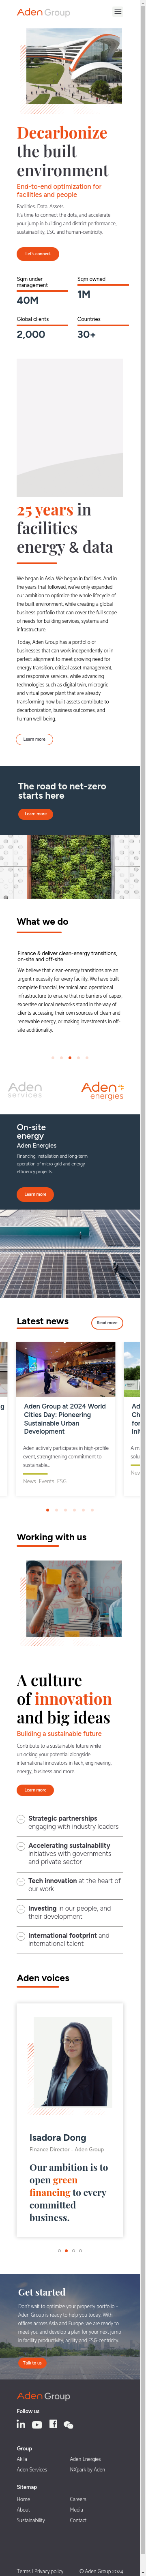 Aden Group
Decarbonize
the built
environment
End-to-end optimization for
facilities and people
Facilities. Data. Assets.
It's time to connect the dots, and accelerate
your jump in building and district performance,
sustainability, ESG and human-centricity.
Let's connect
Sqm under
management
40M
Sqm owned
1M
Global clients
2,000
Countries
30+
25 years in
facilities
energy & data
We began in Asia. We began in facilities. And in
the years that followed, we've only expanded
our ambition to change the way the world uses
the environment, while creating a global
business portfolio that can cover the full range
of needs for buildings, service, systems, and
infrastructure.
Today, Aden Group has a portfolio of
businesses that can work independently or in
perfect alignment to meet growing need for
energy transition, critical asset management,
and responsive services, while advancing
technologies such as digital twin, microgrid
and virtual power plant that are already
transforming how built assets contribute to
decarbonization, business outcomes, and
human well-being.
Learn more
The road to net-zero
starts here
Learn more
What we do
Finance & deliver clean-energy transitions,
on-site and off-site
We believe that clean-energy transitions are an
urgent necessity for every facility. We have built
an open financial, technical and operational
infrastructure to ensure that no barriers of capex,
expertise or local networks stand in the way of
clients accessing their own sources of clean and
renewable energy, or making investments in off-
site additionality.
Aden
services
Aden
energies
On-site
energy
Aden Energies
Financing, installation and long-term
operation of micro-grid and energy
efficiency projects.
Learn more
Latest news
Read more
Aden Group at 2024 World
Cities Day: Pioneering
Sustainable Urban
Development
Aden actively participates in high-profile
event, strengthening commitment to
sustainable...
News Events ESG
Working with us
A culture
of innovation
and big ideas
Building a sustainable future
Contribute to a sustainable future while
unlocking your potential alongside
international innovators in tech, engineering,
energy, business and more.
Learn more
Strategic partnerships
engaging with industry leaders
Accelerating sustainability
initiatives with governments
and private sector
Tech innovation at the heart of
our work
Investing in our people, and
their development
International footprint and
international talent
Aden voices
Isadora Dong
Finance Director – Aden Group
Our ambition is to
open green
financing to every
committed
business.
Get started
Don't wait to optimize your property portfolio –
Aden Group is ready to help you today. With
offices across Asia and Europe, we are ready to
meet you and develop a plan for your next jump
in facility productivity, agility and ESG centricity.
Talk to us
Aden Group
Follow us
Group
Akila
Aden Energies
Aden Services
NXpark by Aden
Sitemap
Home
Careers
About
Media
Sustainability
Contact
Terms | Privacy policy
© Aden Group 2024